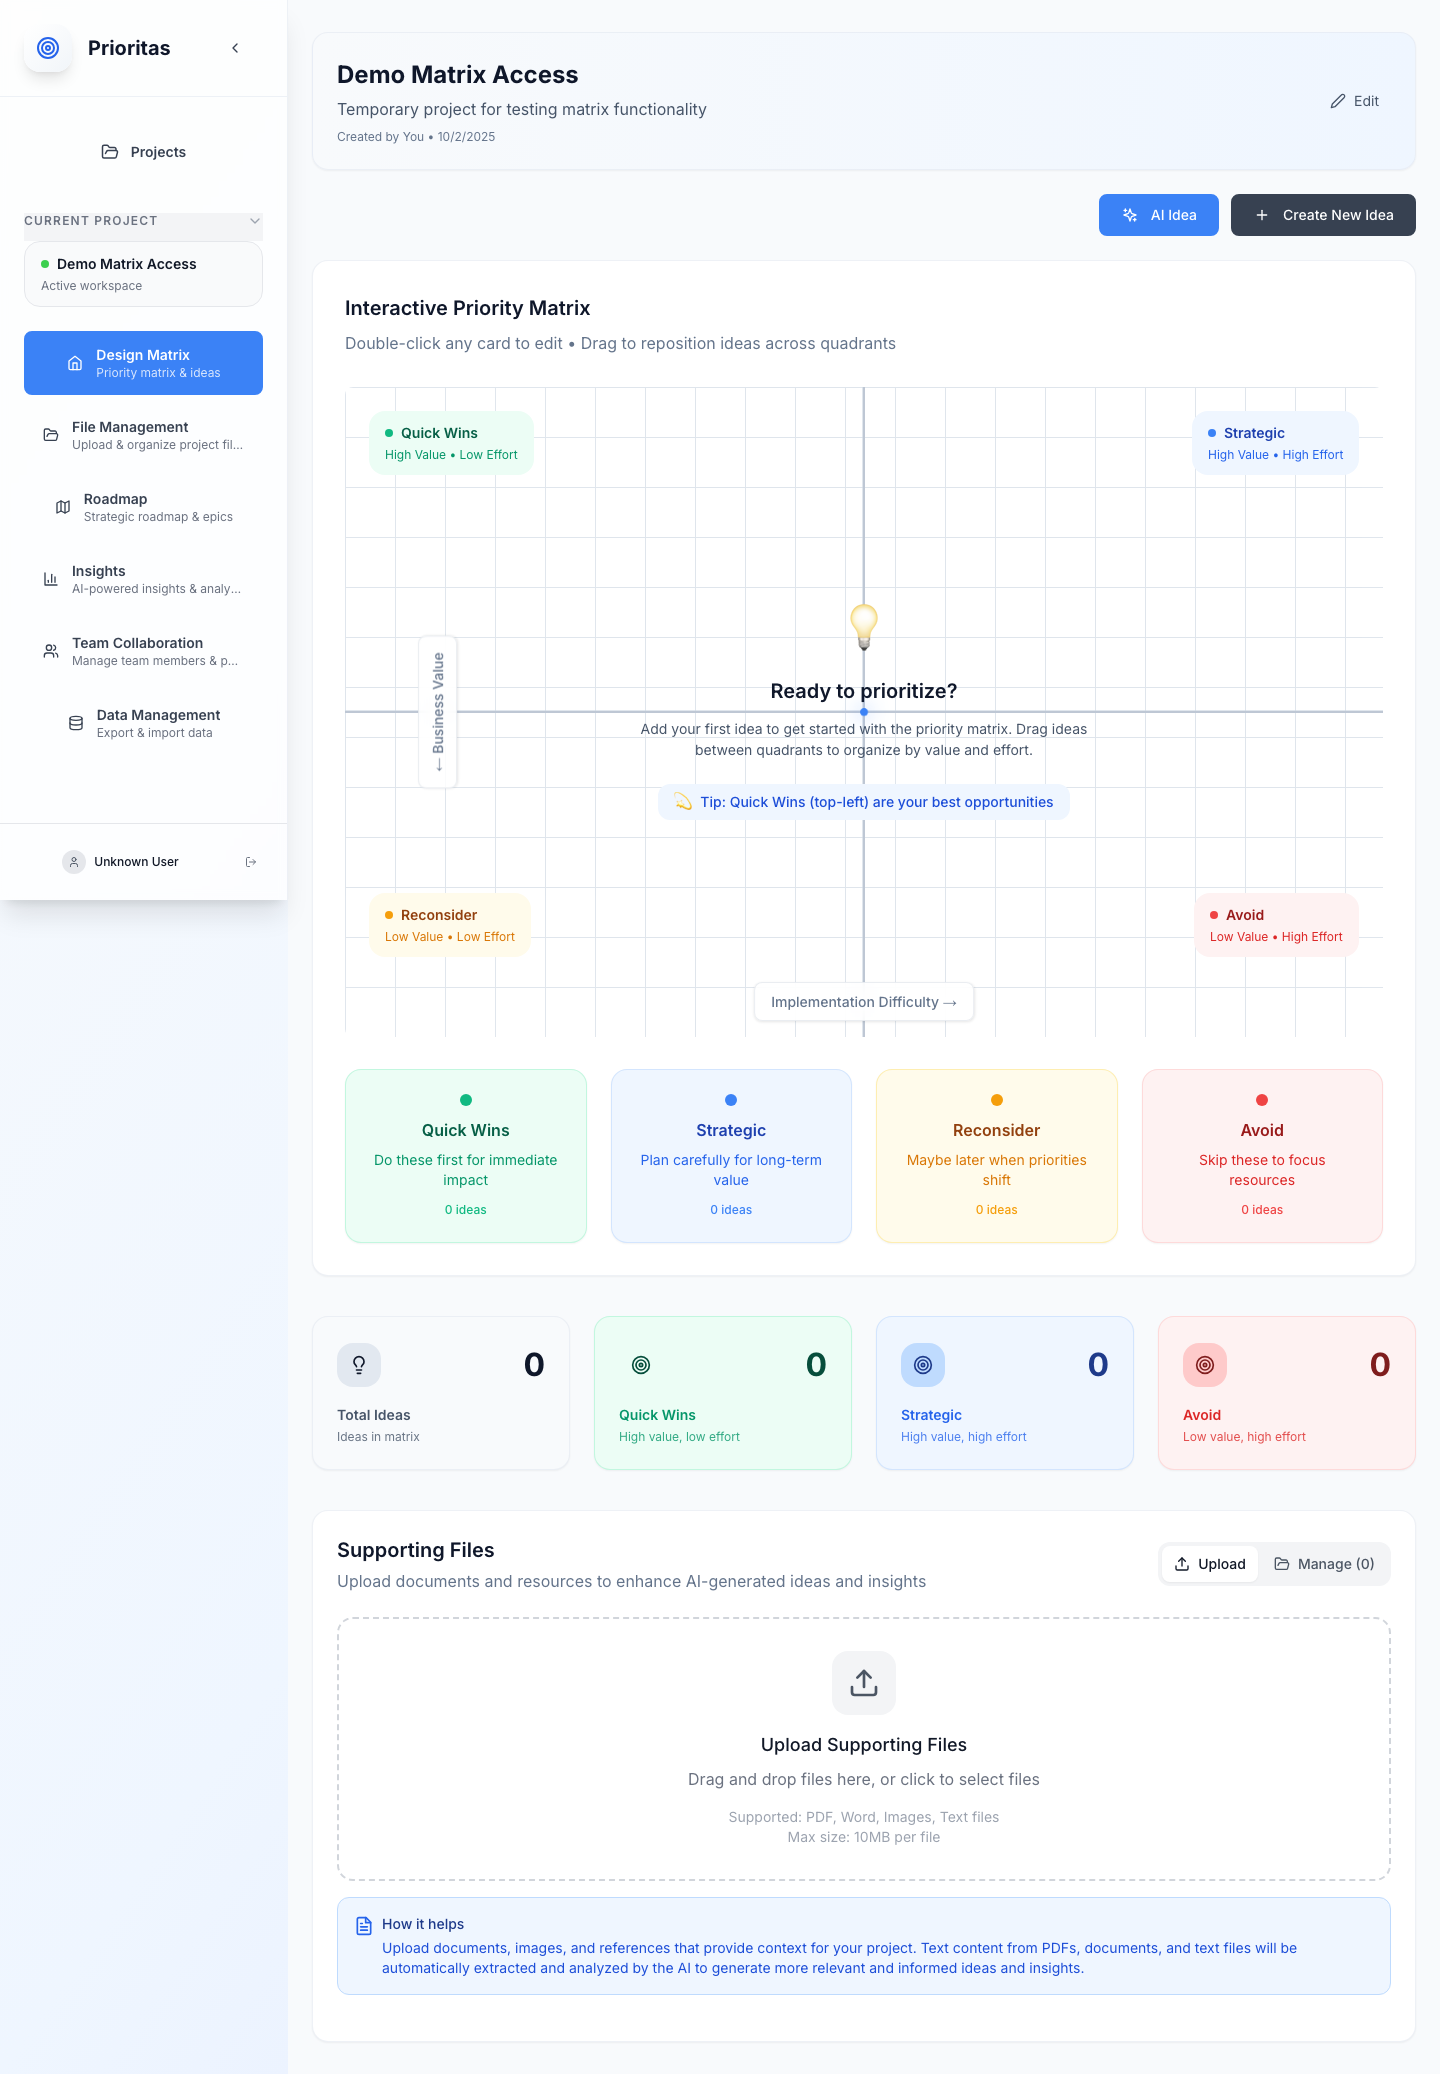 Prioritas
Projects
CURRENT PROJECT
Demo Matrix Access
Active workspace
Design Matrix
Priority matrix & ideas
File Management
Upload & organize project fil...
Roadmap
Strategic roadmap & epics
Insights
AI-powered insights & analy...
Team Collaboration
Manage team members & p...
Data Management
Export & import data
Unknown User
Demo Matrix Access
Temporary project for testing matrix functionality
Created by You • 10/2/2025
Edit
AI Idea
Create New Idea
Interactive Priority Matrix
Double-click any card to edit • Drag to reposition ideas across quadrants
Quick Wins
High Value • Low Effort
Strategic
High Value • High Effort
← Business Value
Ready to prioritize?
Add your first idea to get started with the priority matrix. Drag ideas
between quadrants to organize by value and effort.
Tip: Quick Wins (top-left) are your best opportunities
Reconsider
Low Value • Low Effort
Avoid
Low Value • High Effort
Implementation Difficulty →
Quick Wins
Do these first for immediate
impact
0 ideas
Strategic
Plan carefully for long-term
value
0 ideas
Reconsider
Maybe later when priorities
shift
0 ideas
Avoid
Skip these to focus
resources
0 ideas
0
Total Ideas
Ideas in matrix
0
Quick Wins
High value, low effort
0
Strategic
High value, high effort
0
Avoid
Low value, high effort
Supporting Files
Upload documents and resources to enhance AI-generated ideas and insights
Upload
Manage (0)
Upload Supporting Files
Drag and drop files here, or click to select files
Supported: PDF, Word, Images, Text files
Max size: 10MB per file
How it helps
Upload documents, images, and references that provide context for your project. Text content from PDFs, documents, and text files will be
automatically extracted and analyzed by the AI to generate more relevant and informed ideas and insights.